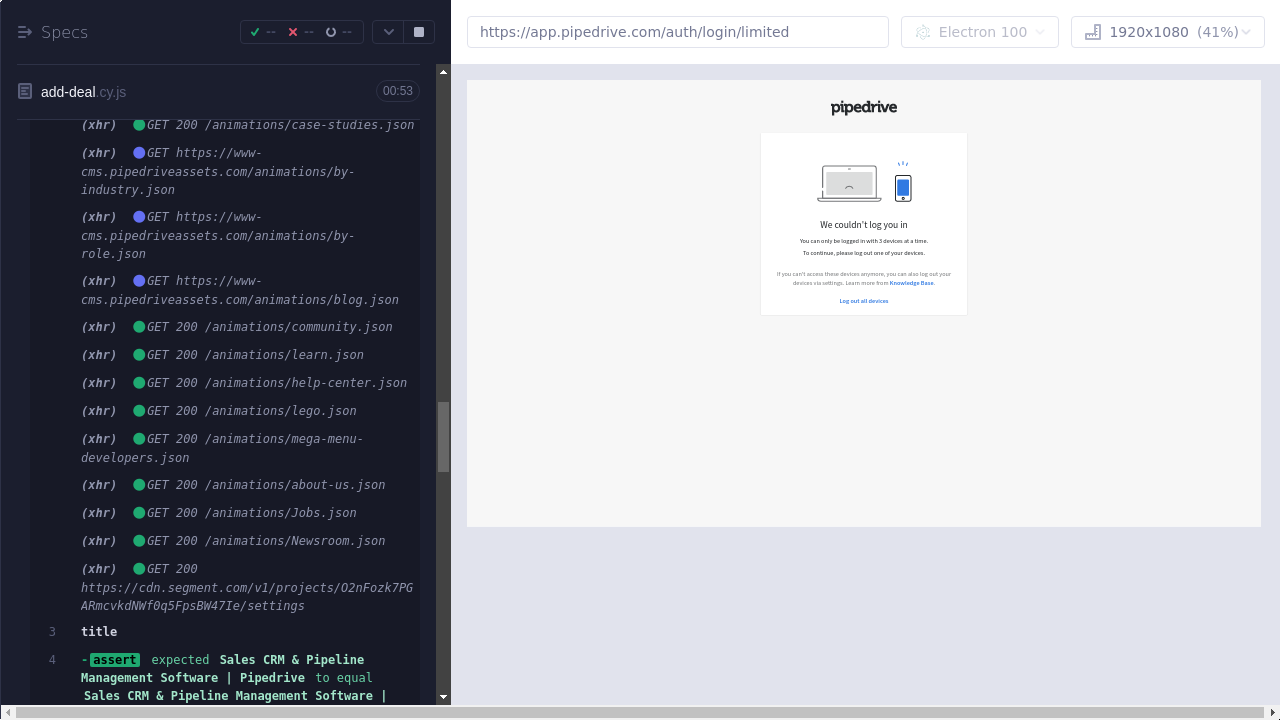 Specs
--
--
--
https://app.pipedrive.com/auth/login/limited
Electron 100
1920x1080 (41%)
add-deal.cy.js
00:53
(xhr) GET 200 /animations/case-studies.json
(xhr) GET https://www-
cms.pipedriveassets.com/animations/by-
industry.json
(xhr) GET https://www-
cms.pipedriveassets.com/animations/by-
role.json
(xhr) GET https://www-
cms.pipedriveassets.com/animations/blog.json
(xhr) GET 200 /animations/community.json
(xhr) GET 200 /animations/learn.json
(xhr) GET 200 /animations/help-center.json
(xhr) GET 200 /animations/lego.json
(xhr) GET 200 /animations/mega-menu-
developers.json
(xhr) GET 200 /animations/about-us.json
(xhr) GET 200 /animations/Jobs.json
(xhr) GET 200 /animations/Newsroom.json
(xhr) GET 200
https://cdn.segment.com/v1/projects/O2nFozk7PG
ARmcvkdNWf0q5FpsBW47Ie/settings
3 title
4 -assert expected Sales CRM & Pipeline
Management Software | Pipedrive to equal
Sales CRM & Pipeline Management Software |
pipedrive
We couldn't log you in
You can only be logged in with 3 devices at a time.
To continue, please log out one of your devices.
If you can't access these devices anymore, you can also log out your
devices via settings. Learn more from Knowledge Base.
Log out all devices